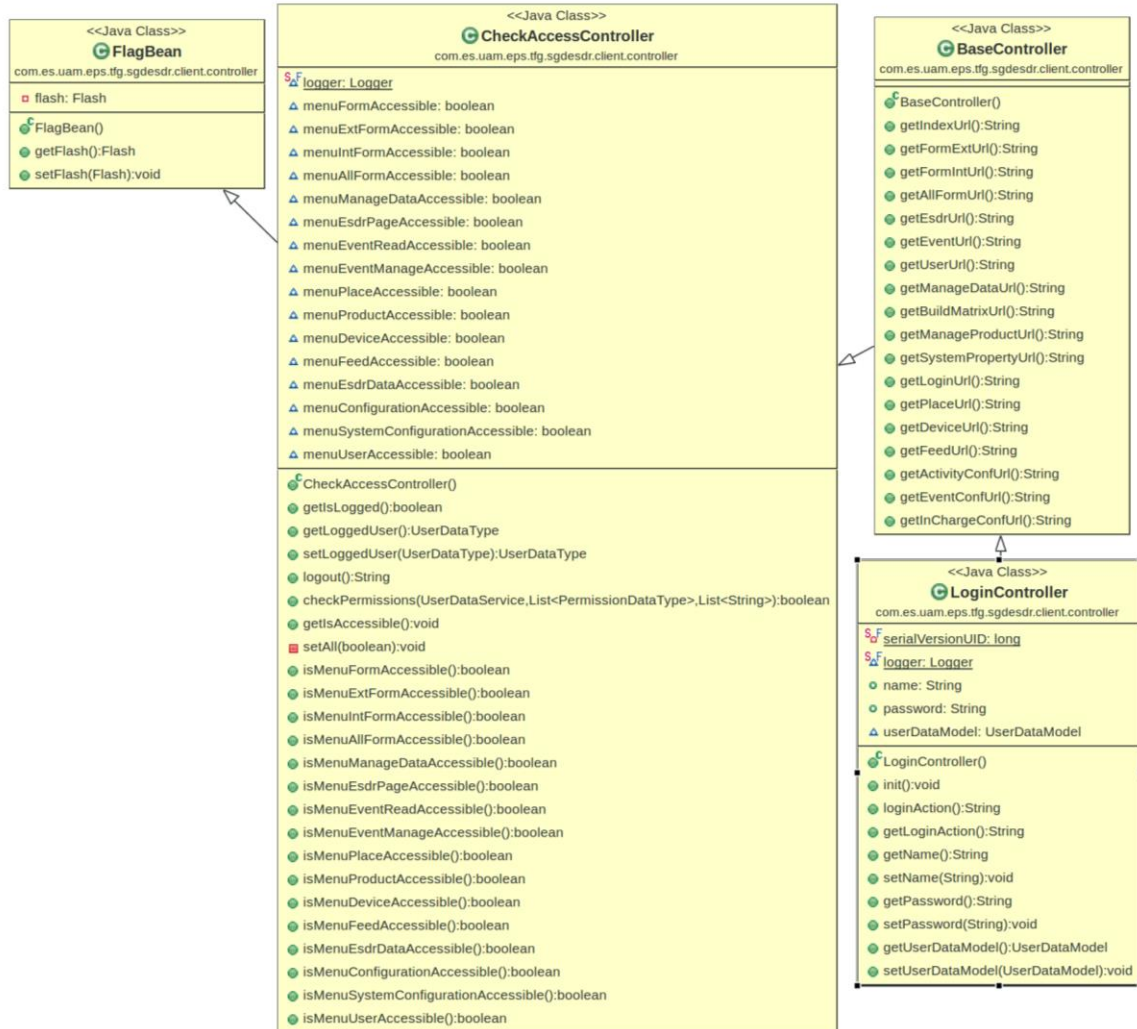 <<Java Class>>
FlagBean
com.es.uam.eps.tfg.sgdesdr.client.controller
flash: Flash
FlagBean()
getFlash():Flash
setFlash(Flash):void
<<Java Class>>
CheckAccessController
com.es.uam.eps.tfg.sgdesdr.client.controller
logger: Logger
menuFormAccessible: boolean
menuExtFormAccessible: boolean
menuIntFormAccessible: boolean
menuAllFormAccessible: boolean
menuManageDataAccessible: boolean
menuEsdrPageAccessible: boolean
menuEventReadAccessible: boolean
menuEventManageAccessible: boolean
menuPlaceAccessible: boolean
menuProductAccessible: boolean
menuDeviceAccessible: boolean
menuFeedAccessible: boolean
menuEsdrDataAccessible: boolean
menuConfigurationAccessible: boolean
menuSystemConfigurationAccessible: boolean
menuUserAccessible: boolean
CheckAccessController()
getIsLogged():boolean
getLoggedUser():UserDataType
setLoggedUser(UserDataType):UserDataType
logout():String
checkPermissions(UserDataService,List<PermissionDataType>,List<String>):boolean
getIsAccessible():void
setAll(boolean):void
isMenuFormAccessible():boolean
isMenuExtFormAccessible():boolean
isMenuIntFormAccessible():boolean
isMenuAllFormAccessible():boolean
isMenuManageDataAccessible():boolean
isMenuEsdrPageAccessible():boolean
isMenuEventReadAccessible():boolean
isMenuEventManageAccessible():boolean
isMenuPlaceAccessible():boolean
isMenuProductAccessible():boolean
isMenuDeviceAccessible():boolean
isMenuFeedAccessible():boolean
isMenuEsdrDataAccessible():boolean
isMenuConfigurationAccessible():boolean
isMenuSystemConfigurationAccessible():boolean
isMenuUserAccessible():boolean
<<Java Class>>
BaseController
com.es.uam.eps.tfg.sgdesdr.client.controller
BaseController()
getIndexUrl():String
getFormExtUrl():String
getFormIntUrl():String
getAllFormUrl():String
getEsdrUrl():String
getEventUrl():String
getUserUrl():String
getManageDataUrl():String
getBuildMatrixUrl():String
getManageProductUrl():String
getSystemPropertyUrl():String
getLoginUrl():String
getPlaceUrl():String
getDeviceUrl():String
getFeedUrl():String
getActivityConfUrl():String
getEventConfUrl():String
getInChargeConfUrl():String
<<Java Class>>
LoginController
com.es.uam.eps.tfg.sgdesdr.client.controller
serialVersionUID: long
logger: Logger
name: String
password: String
userDataModel: UserDataModel
LoginController()
init():void
loginAction():String
getLoginAction():String
getName():String
setName(String):void
getPassword():String
setPassword(String):void
getUserDataModel():UserDataModel
setUserDataModel(UserDataModel):void